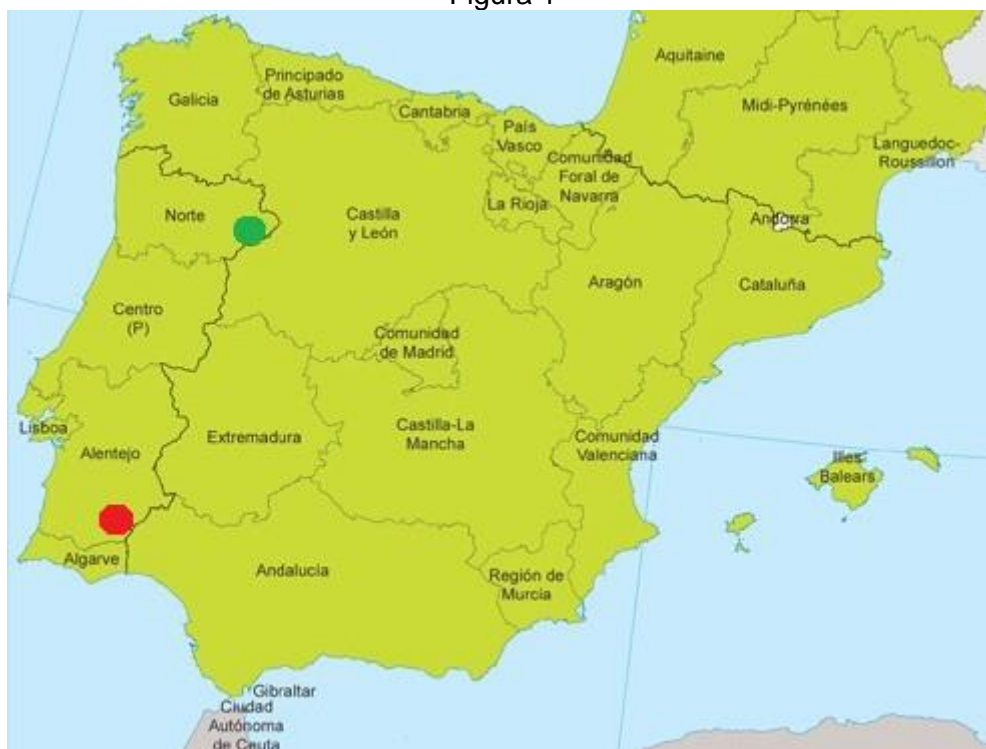 Figura 1
Aquitaine
Principado
de Asturias
Galicia
Cantabria
Midi-Pyrénées
País
Vasco
Languedoc-
Roussillon
Comunidad
Foral de
Navarra
La Rioja
Norte
Castilla
y León
Andorra
Aragón
Cataluña
Centro
(P)
Comunidad
de Madrid
Lisboa
Alentejo
Extremadura
Castilla-La
Mancha
Comunidad
Valenciana
Illes
Balears
Algarve
Andalucía
Región de
Murcia
Gibraltar
Ciudad
Autónoma
de Ceuta